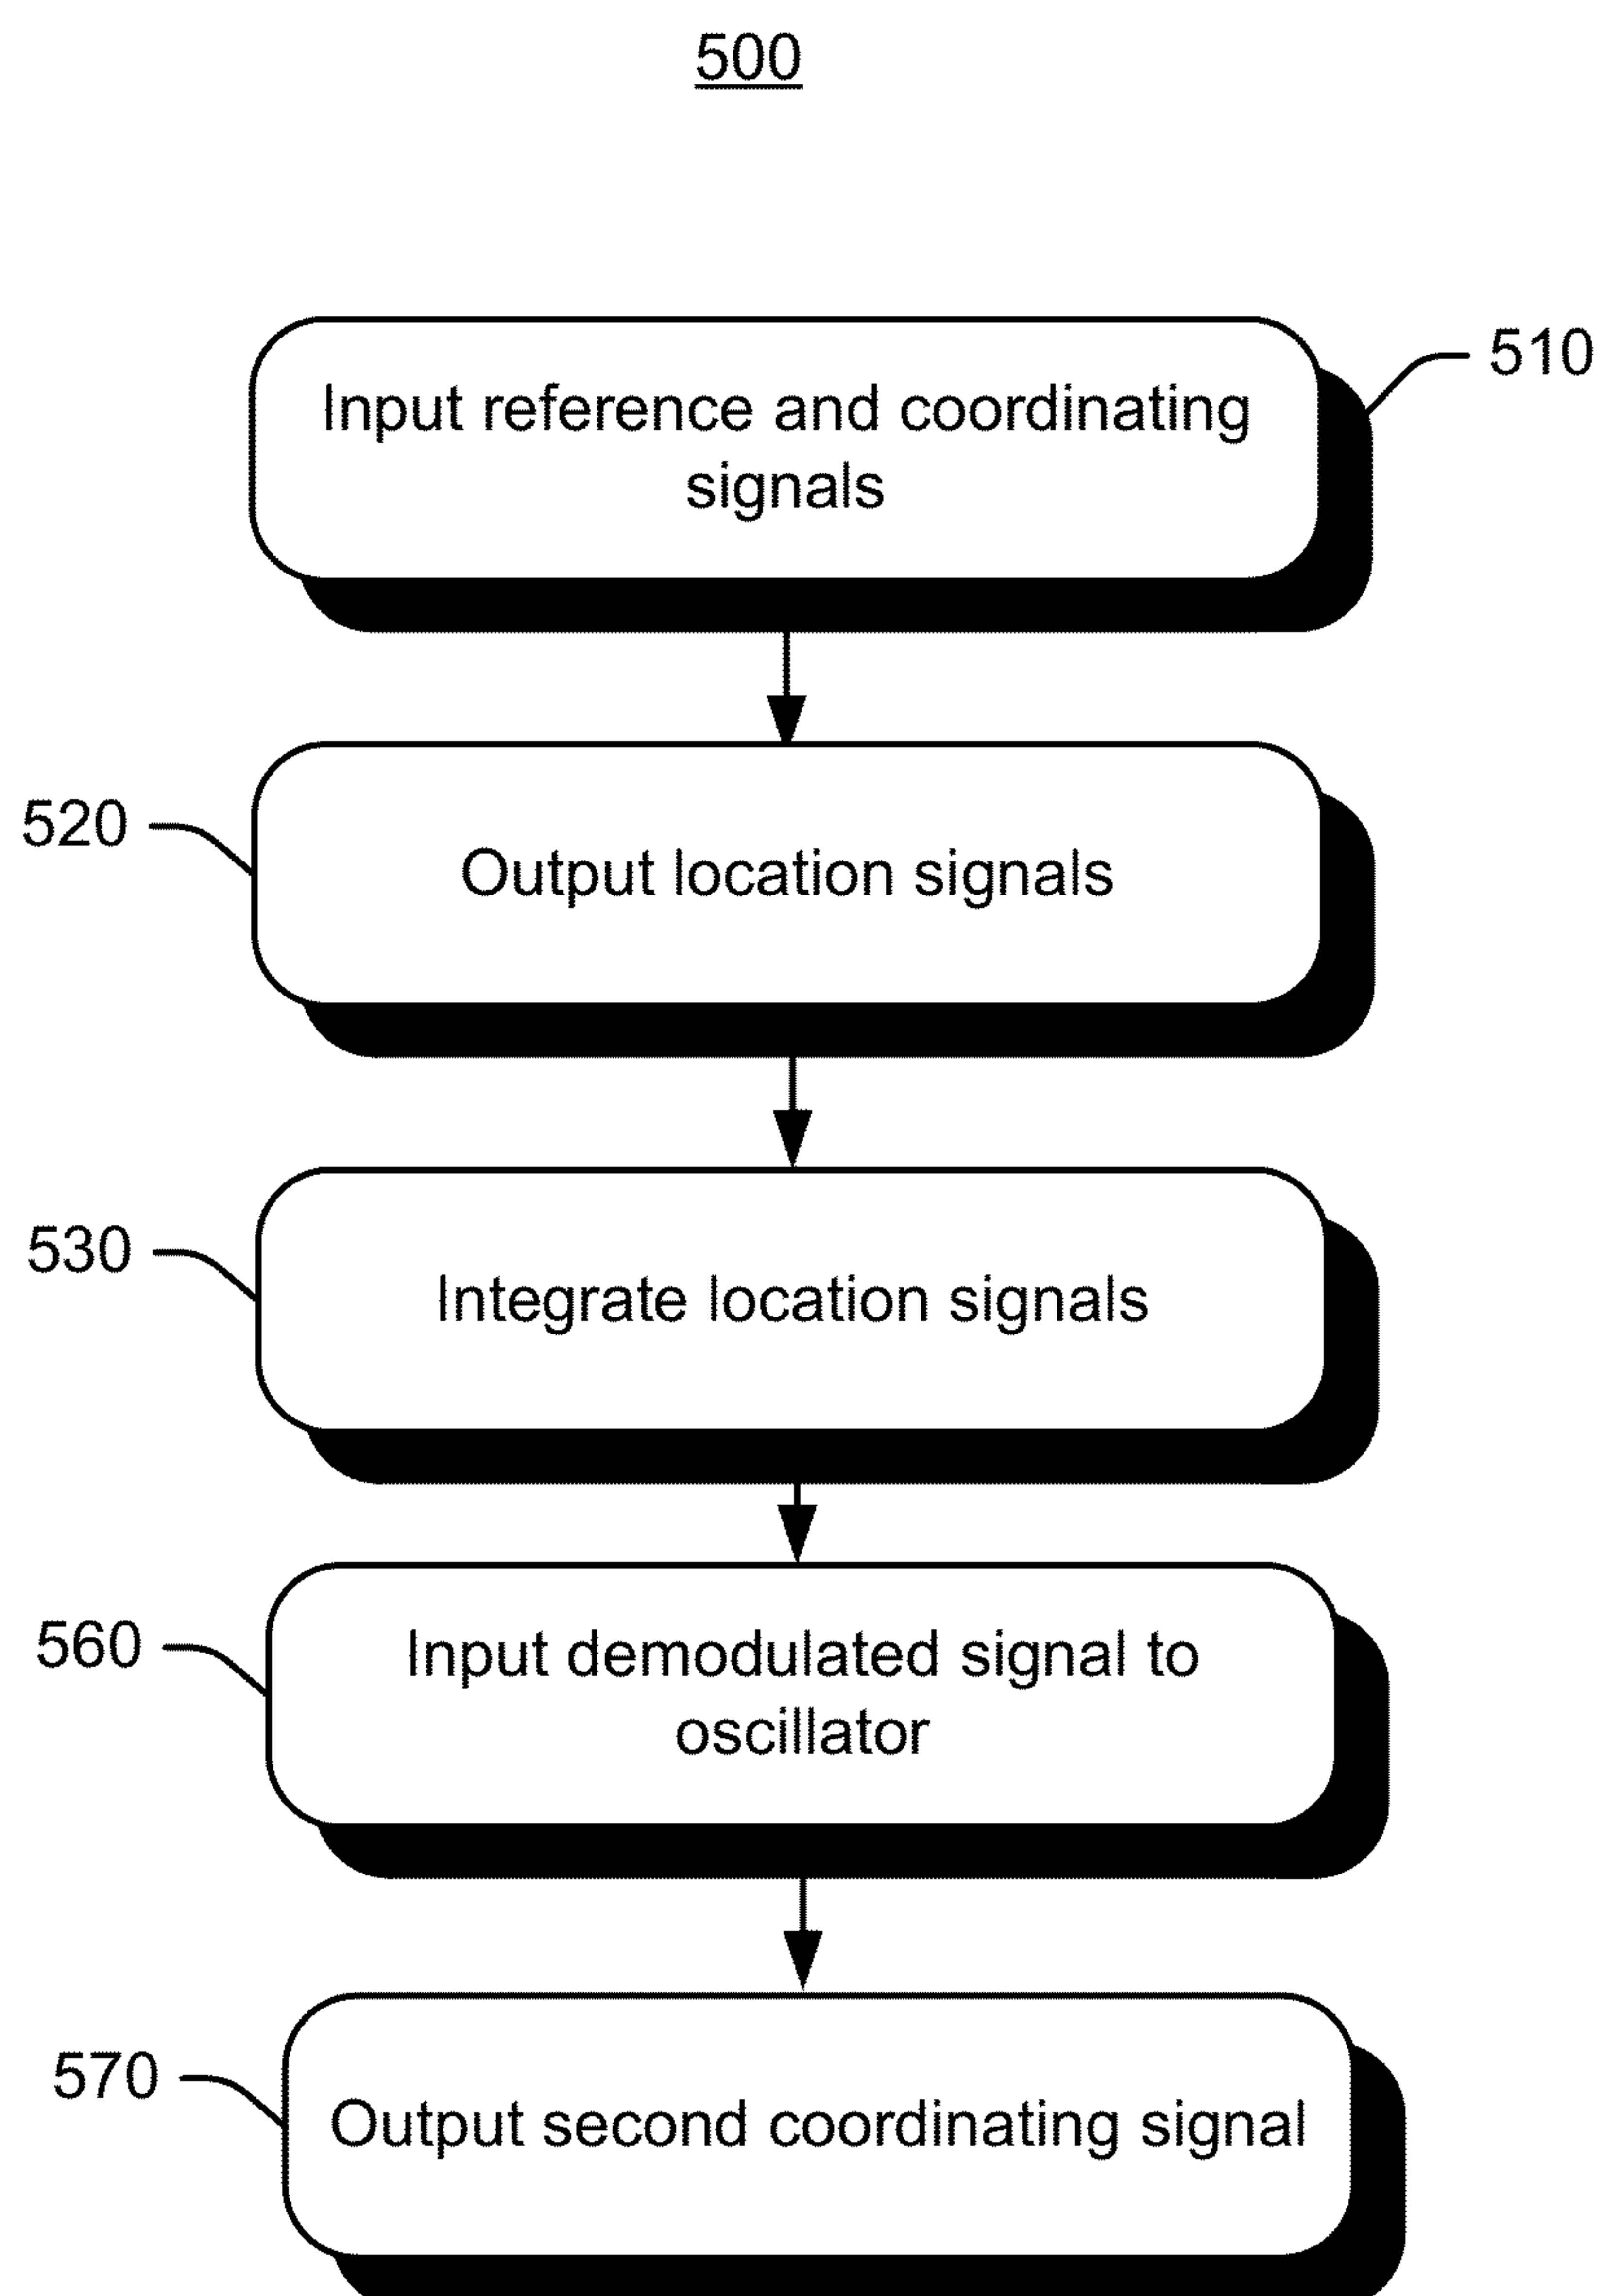 500
Input reference and coordinating
signals
510
520
Output location signals
530
Integrate location signals
560
Input demodulated signal to
oscillator
570
Output second coordinating signal